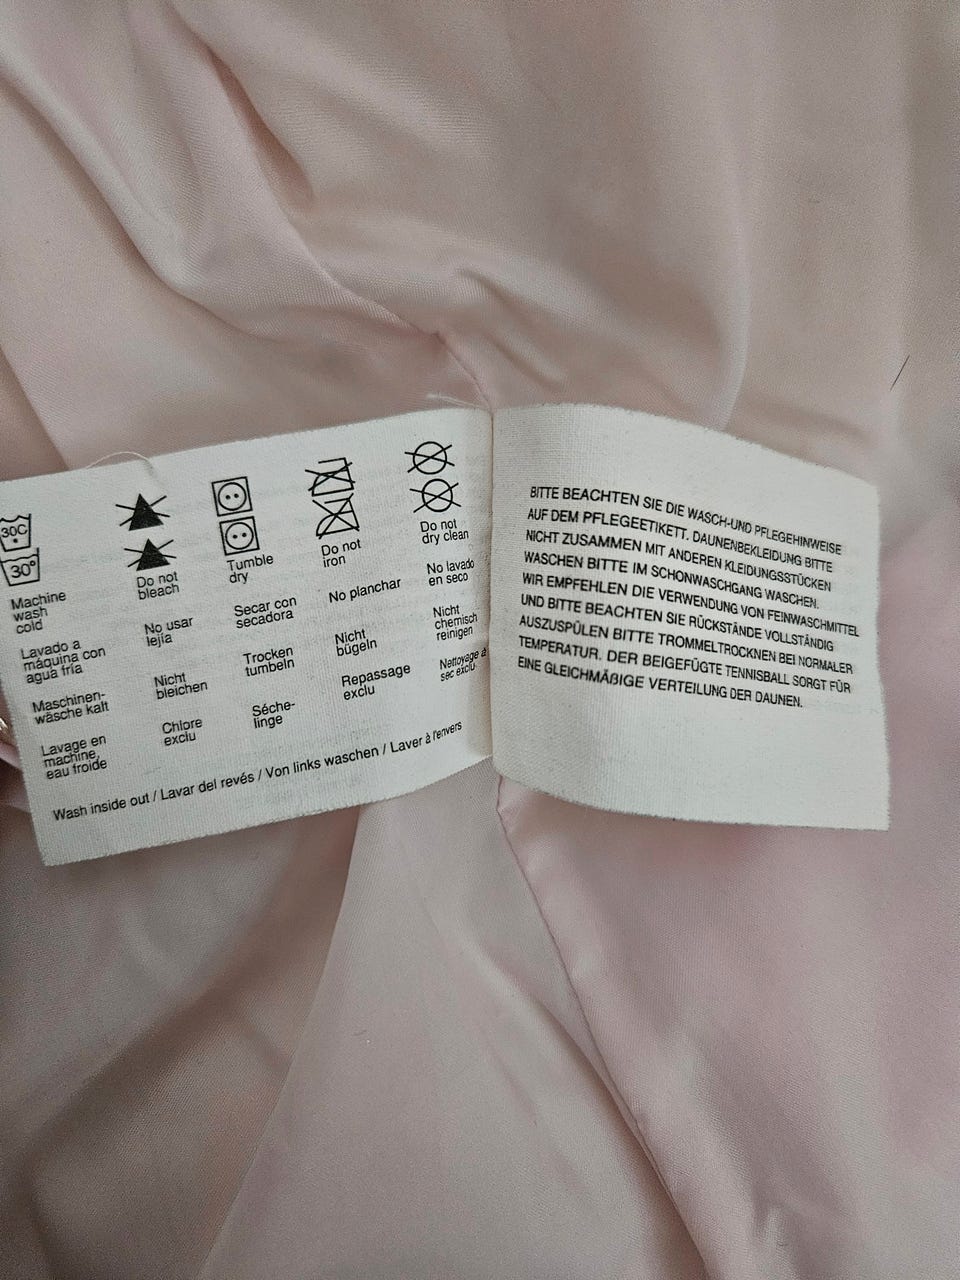 30C
30°
Machine
wash
cold
Do not
bleach
Tumble
dry
Do not
iron
Do not
dry clean
Lavado a
máquina con
agua fría
No usar
lejía
Secar con
secadora
No planchar
No lavado
en seco
Maschinen-
wäsche kalt
Nicht
bleichen
Trocken
tumbeln
Nicht
bügeln
Nicht
chemisch
reinigen
Lavage en
machine,
eau froide
Chlore
exclu
Séche-
linge
Repassage
exclu
Nettoyage à
sec exclu
Wash inside out / Lavar del revés / Von links waschen / Laver à l'envers
BITTE BEACHTEN SIE DIE WASCH-UND PFLEGEHINWEISE
AUF DEM PFLEGEETIKETT. DAUNENBEKLEIDUNG BITTE
NICHT ZUSAMMEN MIT ANDEREN KLEIDUNGSSTÜCKEN
WASCHEN BITTE IM SCHONWASCHGANG WASCHEN.
WIR EMPFEHLEN DIE VERWENDUNG VON FEINWASCHMITTEL
UND BITTE BEACHTEN SIE RÜCKSTÄNDE VOLLSTÄNDIG
AUSZUSPÜLEN BITTE TROMMELTROCKNEN BEI NORMALER
TEMPERATUR. DER BEIGEFÜGTE TENNISBALL SORGT FÜR
EINE GLEICHMÄßIGE VERTEILUNG DER DAUNEN.